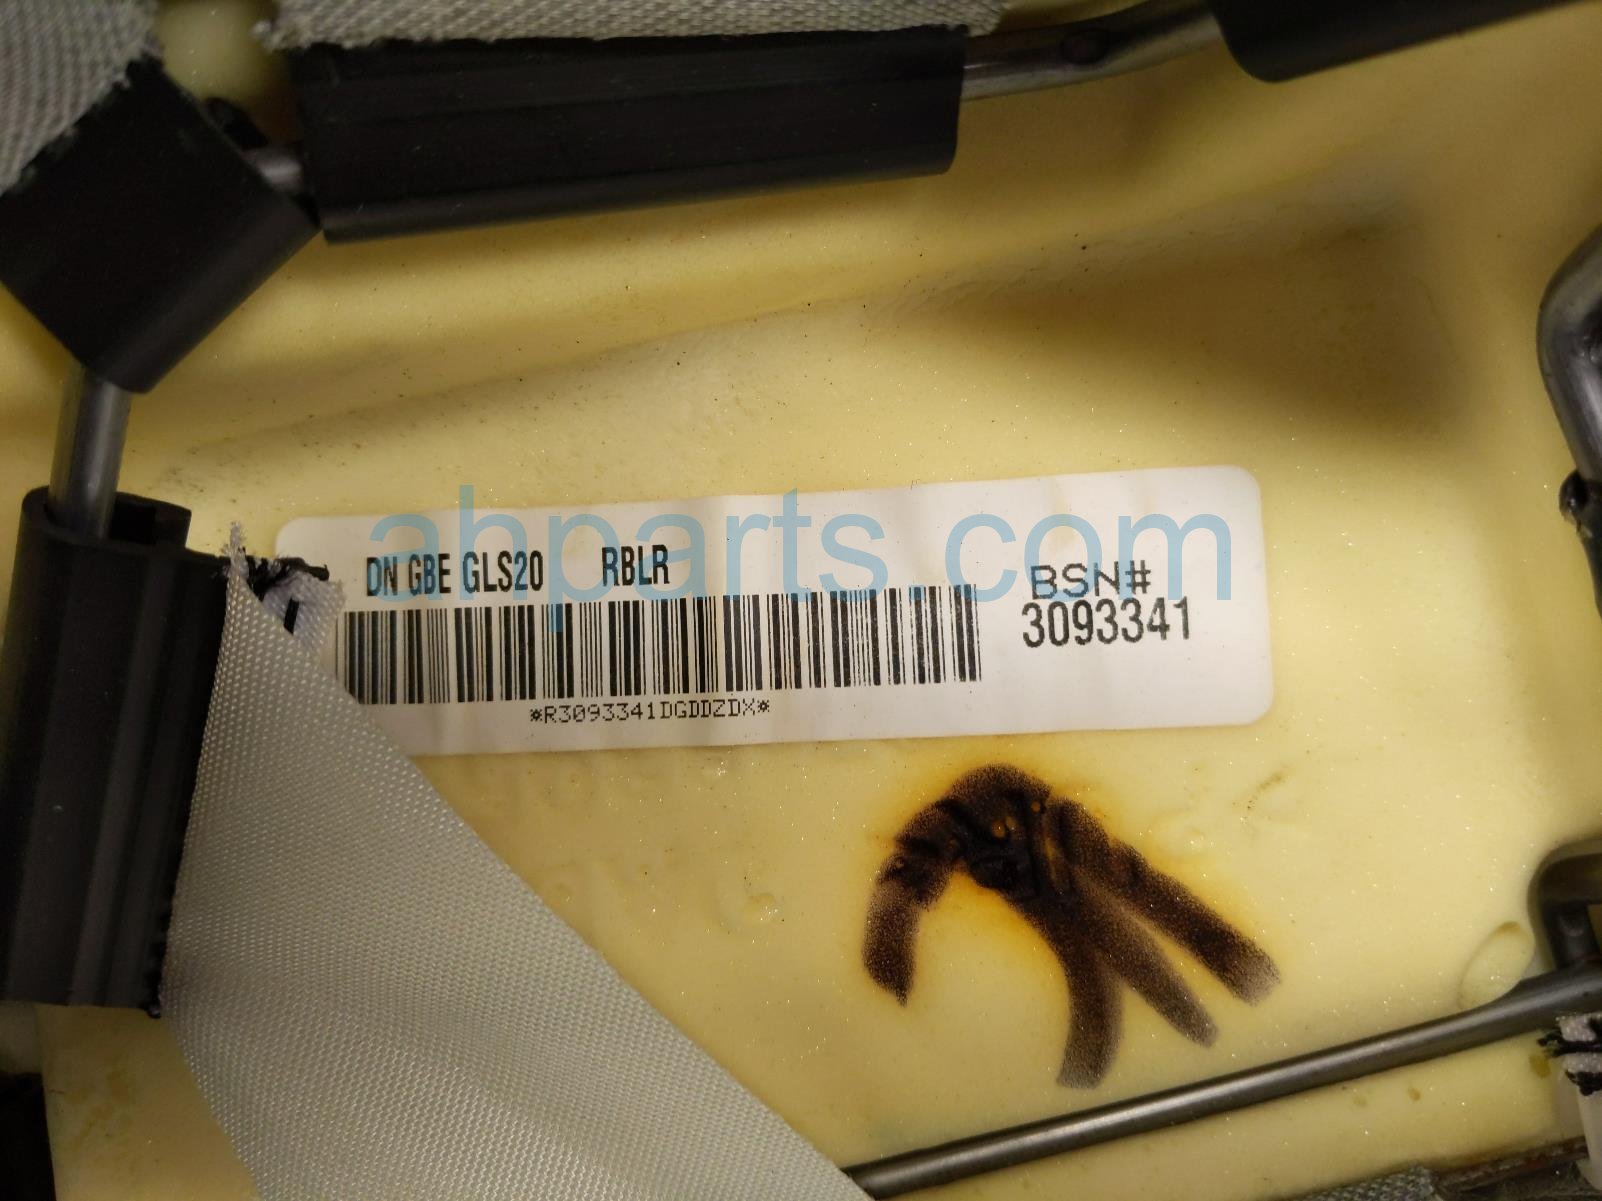 ahparts.com
DN GBE GLS20 RBLR
BSN#
3093341
*R3093341DGDDZDX*